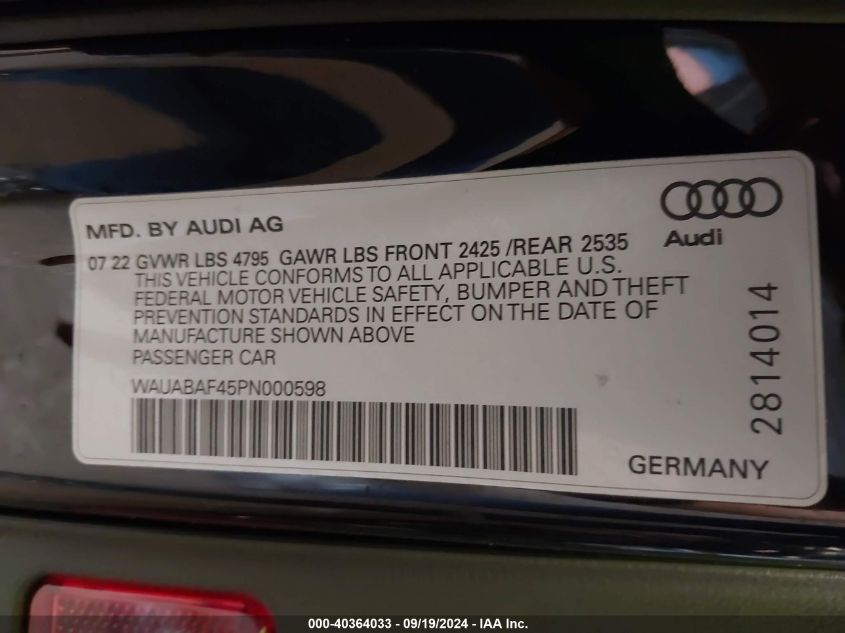 MFD. BY AUDI AG
Audi
07 22 GVWR LBS 4795 GAWR LBS FRONT 2425 /REAR 2535
THIS VEHICLE CONFORMS TO ALL APPLICABLE U.S.
FEDERAL MOTOR VEHICLE SAFETY, BUMPER AND THEFT
PREVENTION STANDARDS IN EFFECT ON THE DATE OF
MANUFACTURE SHOWN ABOVE
PASSENGER CAR
WAUABAF45PN000598
2814014
GERMANY
000-40364033 - 09/19/2024 - IAA Inc.